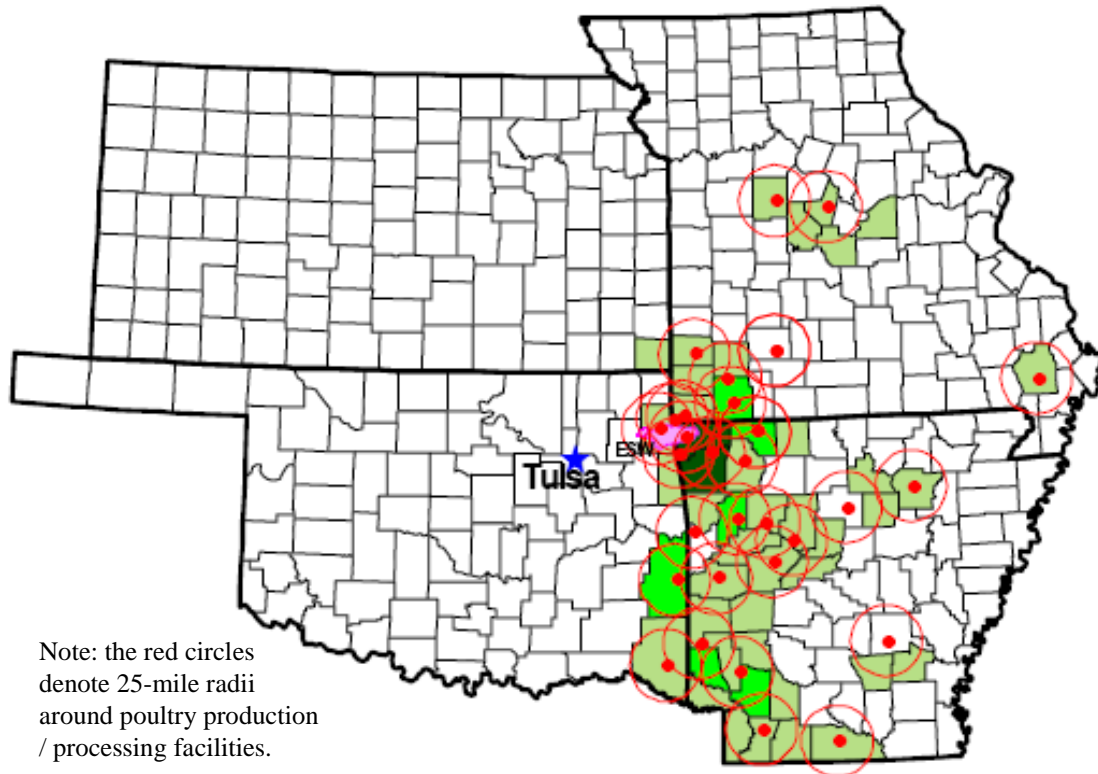 ESW
Tulsa
Note: the red circles
denote 25-mile radii
around poultry production
/ processing facilities.